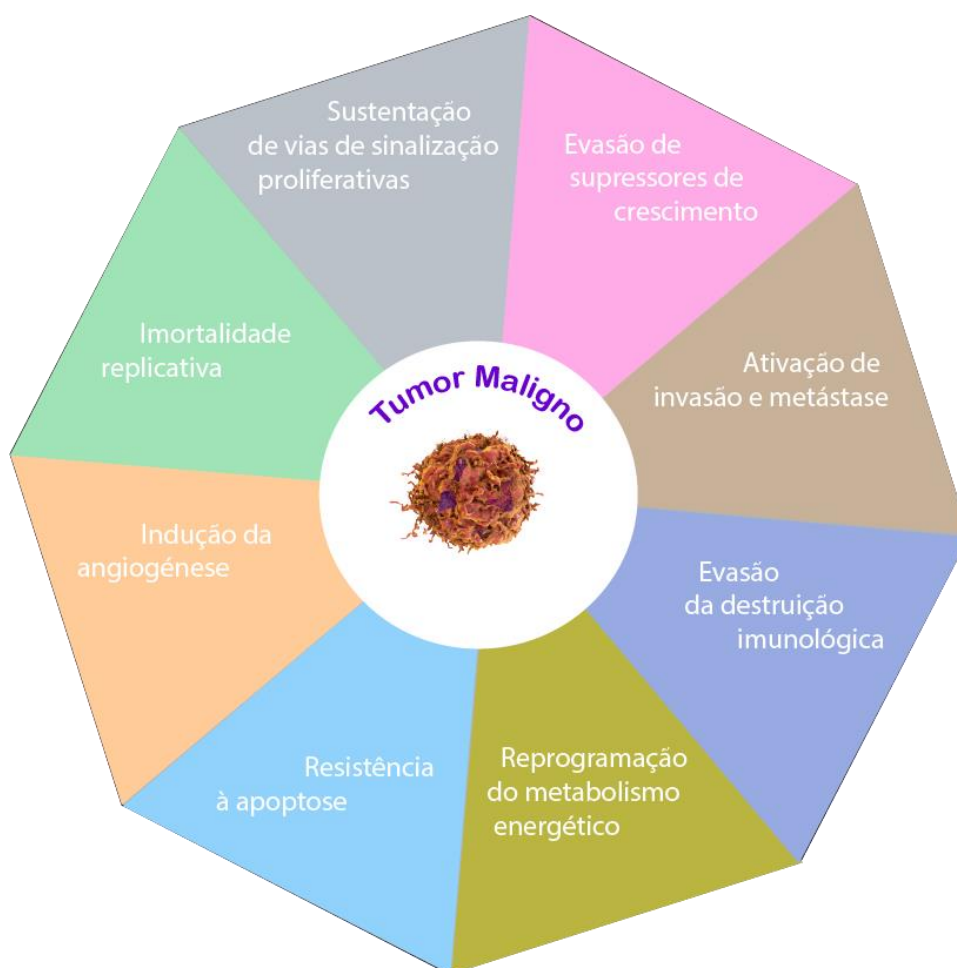 Sustentação
de vias de sinalização
proliferativas
Evasão de
supressores de
crescimento
Ativação de
invasão e metástase
Evasão
da destruição
imunológica
Reprogramação
do metabolismo
energético
Resistência
à apoptose
Indução da
angiogénese
Imortalidade
replicativa
Tumor Maligno